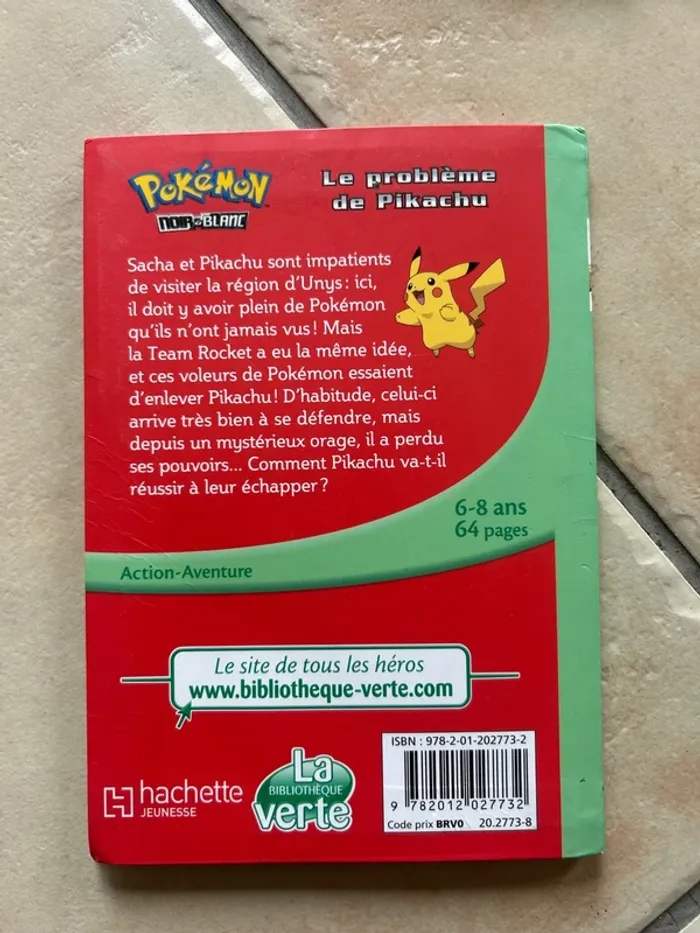 POKéMON
NOIR & BLANC
Le problème
de Pikachu
Sacha et Pikachu sont impatients
de visiter la région d'Unys : ici,
il doit y avoir plein de Pokémon
qu'ils n'ont jamais vus ! Mais
la Team Rocket a eu la même idée,
et ces voleurs de Pokémon essaient
d'enlever Pikachu ! D'habitude, celui-ci
arrive très bien à se défendre, mais
depuis un mystérieux orage, il a perdu
ses pouvoirs... Comment Pikachu va-t-il
réussir à leur échapper ?
6-8 ans
64 pages
Action-Aventure
Le site de tous les héros
www.bibliotheque-verte.com
hachette
JEUNESSE
La
BIBLIOTHÈQUE
verte
ISBN : 978-2-01-202773-2
9 782012 027732
Code prix BRV0 20.2773-8